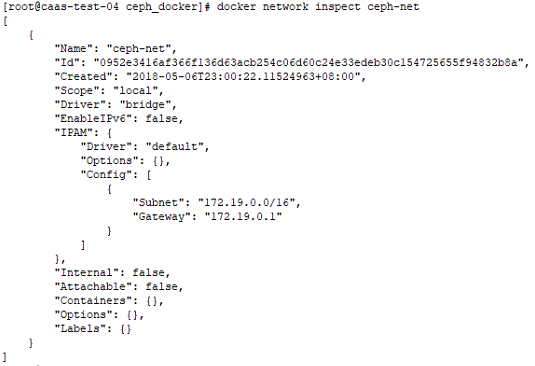 [root@caas-test-04 ceph_docker]# docker network inspect ceph-net
[
    {
        "Name": "ceph-net",
        "Id": "0952e3416af366f136d63acb254c06d60c24e33edeb30c154725655f94832b8a",
        "Created": "2018-05-06T23:00:22.11524963+08:00",
        "Scope": "local",
        "Driver": "bridge",
        "EnableIPv6": false,
        "IPAM": {
            "Driver": "default",
            "Options": {},
            "Config": [
                {
                    "Subnet": "172.19.0.0/16",
                    "Gateway": "172.19.0.1"
                }
            ]
        },
        "Internal": false,
        "Attachable": false,
        "Containers": {},
        "Options": {},
        "Labels": {}
    }
]